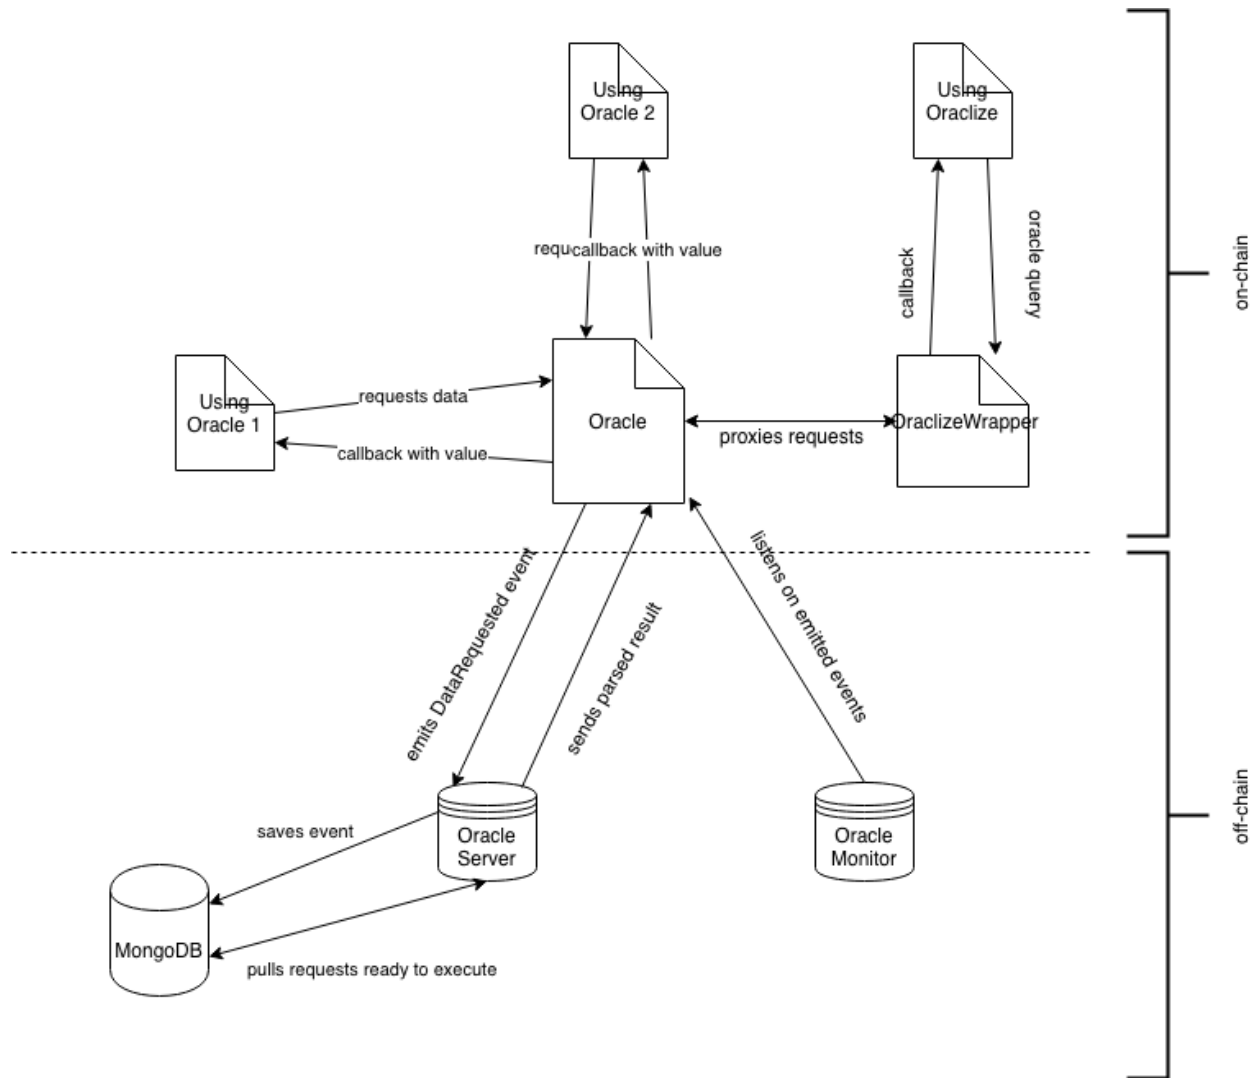 Using
Oracle 2
Using
Oraclize
callback with value
callback
oracle query
on-chain
Using
Oracle 1
requests data
callback with value
Oracle
proxies requests
OraclizeWrapper
emits DataRequested event
sends parsed result
listens on emitted events
off-chain
saves event
Oracle
Server
Oracle
Monitor
MongoDB
pulls requests ready to execute